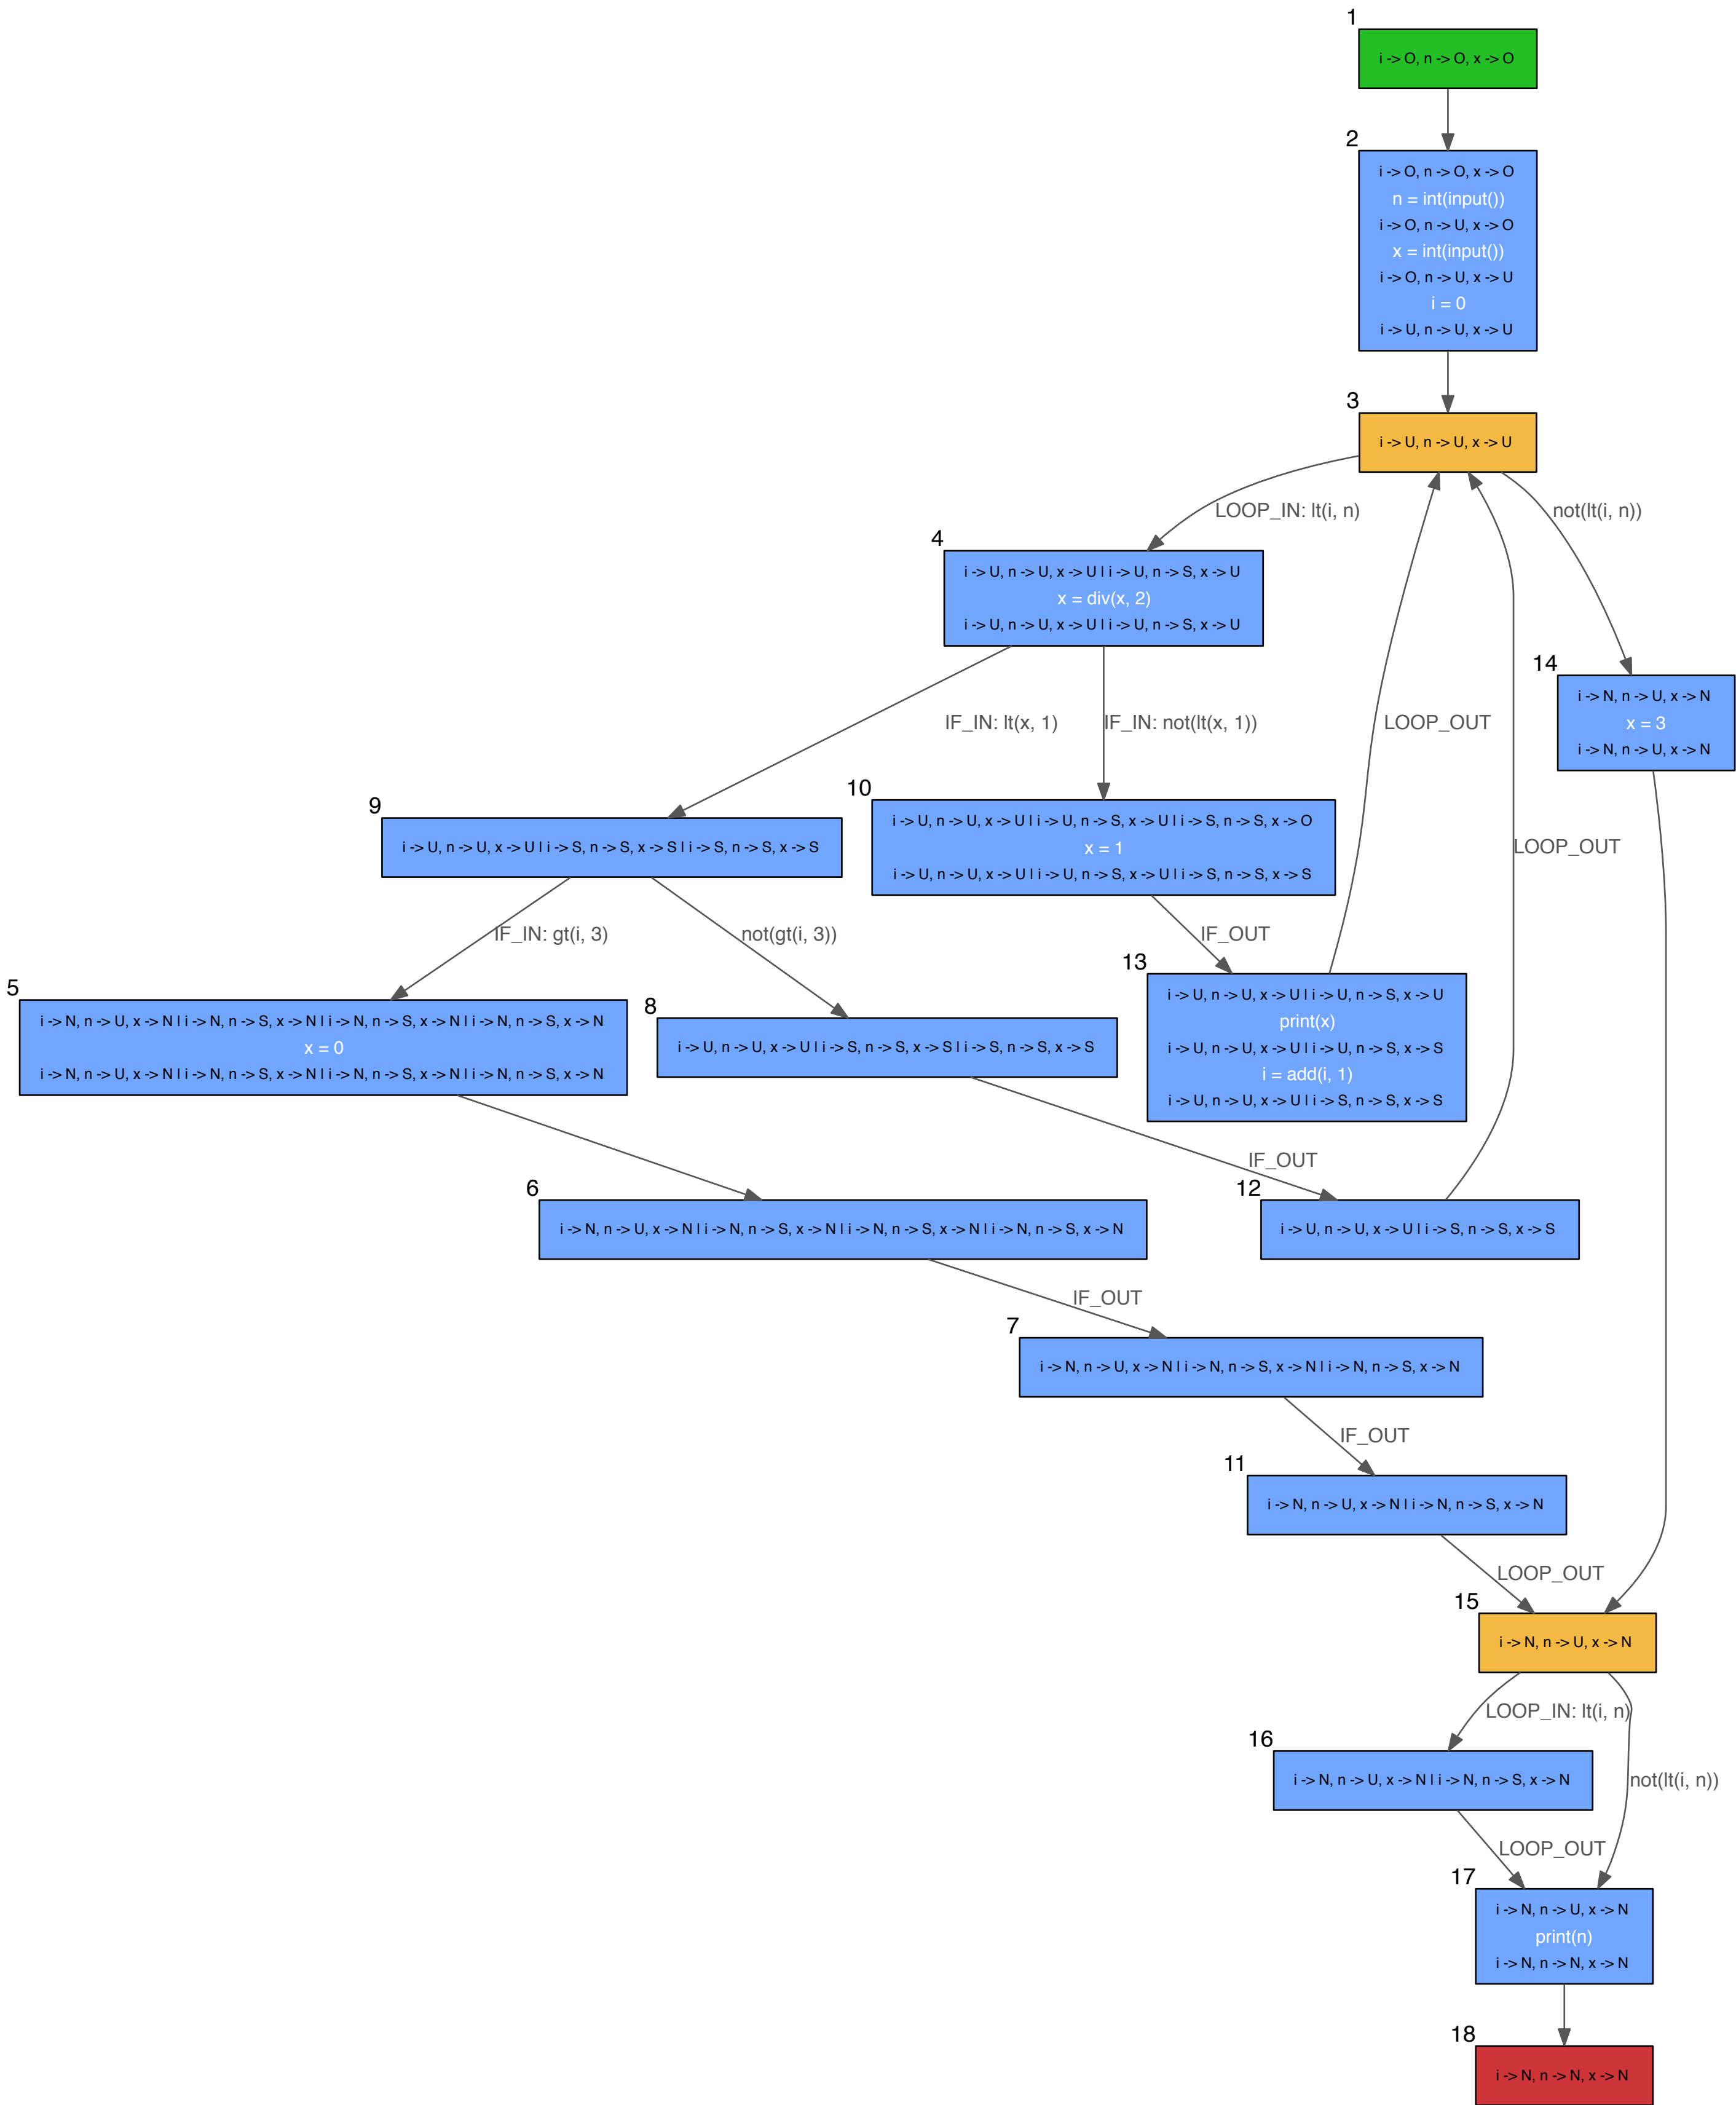 1
i -> O, n -> O, x -> O
2
i -> O, n -> O, x -> O
n = int(input())
i -> O, n -> U, x -> O
x = int(input())
i -> O, n -> U, x -> U
i = 0
i -> U, n -> U, x -> U
3
i -> U, n -> U, x -> U
LOOP_IN: lt(i, n)
not(lt(i, n))
4
i -> U, n -> U, x -> U | i -> U, n -> S, x -> U
x = div(x, 2)
i -> U, n -> U, x -> U | i -> U, n -> S, x -> U
14
i -> N, n -> U, x -> N
x = 3
i -> N, n -> U, x -> N
IF_IN: lt(x, 1)
IF_IN: not(lt(x, 1))
LOOP_OUT
9
i -> U, n -> U, x -> U | i -> S, n -> S, x -> S | i -> S, n -> S, x -> S
10
i -> U, n -> U, x -> U | i -> U, n -> S, x -> U | i -> S, n -> S, x -> O
x = 1
i -> U, n -> U, x -> U | i -> U, n -> S, x -> U | i -> S, n -> S, x -> S
LOOP_OUT
IF_IN: gt(i, 3)
not(gt(i, 3))
IF_OUT
5
i -> N, n -> U, x -> N | i -> N, n -> S, x -> N | i -> N, n -> S, x -> N | i -> N, n -> S, x -> N
x = 0
i -> N, n -> U, x -> N | i -> N, n -> S, x -> N | i -> N, n -> S, x -> N | i -> N, n -> S, x -> N
8
i -> U, n -> U, x -> U | i -> S, n -> S, x -> S | i -> S, n -> S, x -> S
13
i -> U, n -> U, x -> U | i -> U, n -> S, x -> U
print(x)
i -> U, n -> U, x -> U | i -> U, n -> S, x -> S
i = add(i, 1)
i -> U, n -> U, x -> U | i -> S, n -> S, x -> S
IF_OUT
6
i -> N, n -> U, x -> N | i -> N, n -> S, x -> N | i -> N, n -> S, x -> N | i -> N, n -> S, x -> N
12
i -> U, n -> U, x -> U | i -> S, n -> S, x -> S
IF_OUT
7
i -> N, n -> U, x -> N | i -> N, n -> S, x -> N | i -> N, n -> S, x -> N
IF_OUT
11
i -> N, n -> U, x -> N | i -> N, n -> S, x -> N
LOOP_OUT
15
i -> N, n -> U, x -> N
LOOP_IN: lt(i, n)
16
i -> N, n -> U, x -> N | i -> N, n -> S, x -> N
not(lt(i, n))
LOOP_OUT
17
i -> N, n -> U, x -> N
print(n)
i -> N, n -> N, x -> N
18
i -> N, n -> N, x -> N